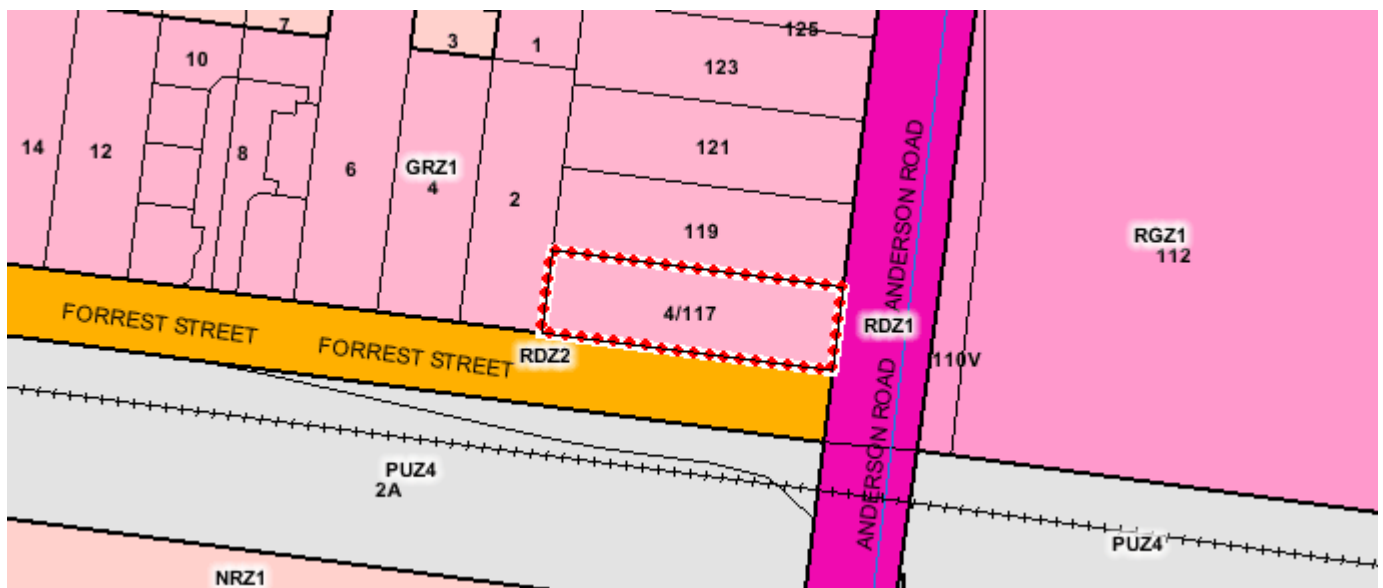 7
125
3
1
10
123
14
12
8
6
GRZ1
4
2
121
ANDERSON ROAD
119
RGZ1
112
4/117
RDZ1
FORREST STREET
FORREST STREET
RDZ2
110V
ANDERSON ROAD
PUZ4
2A
PUZ4
NRZ1